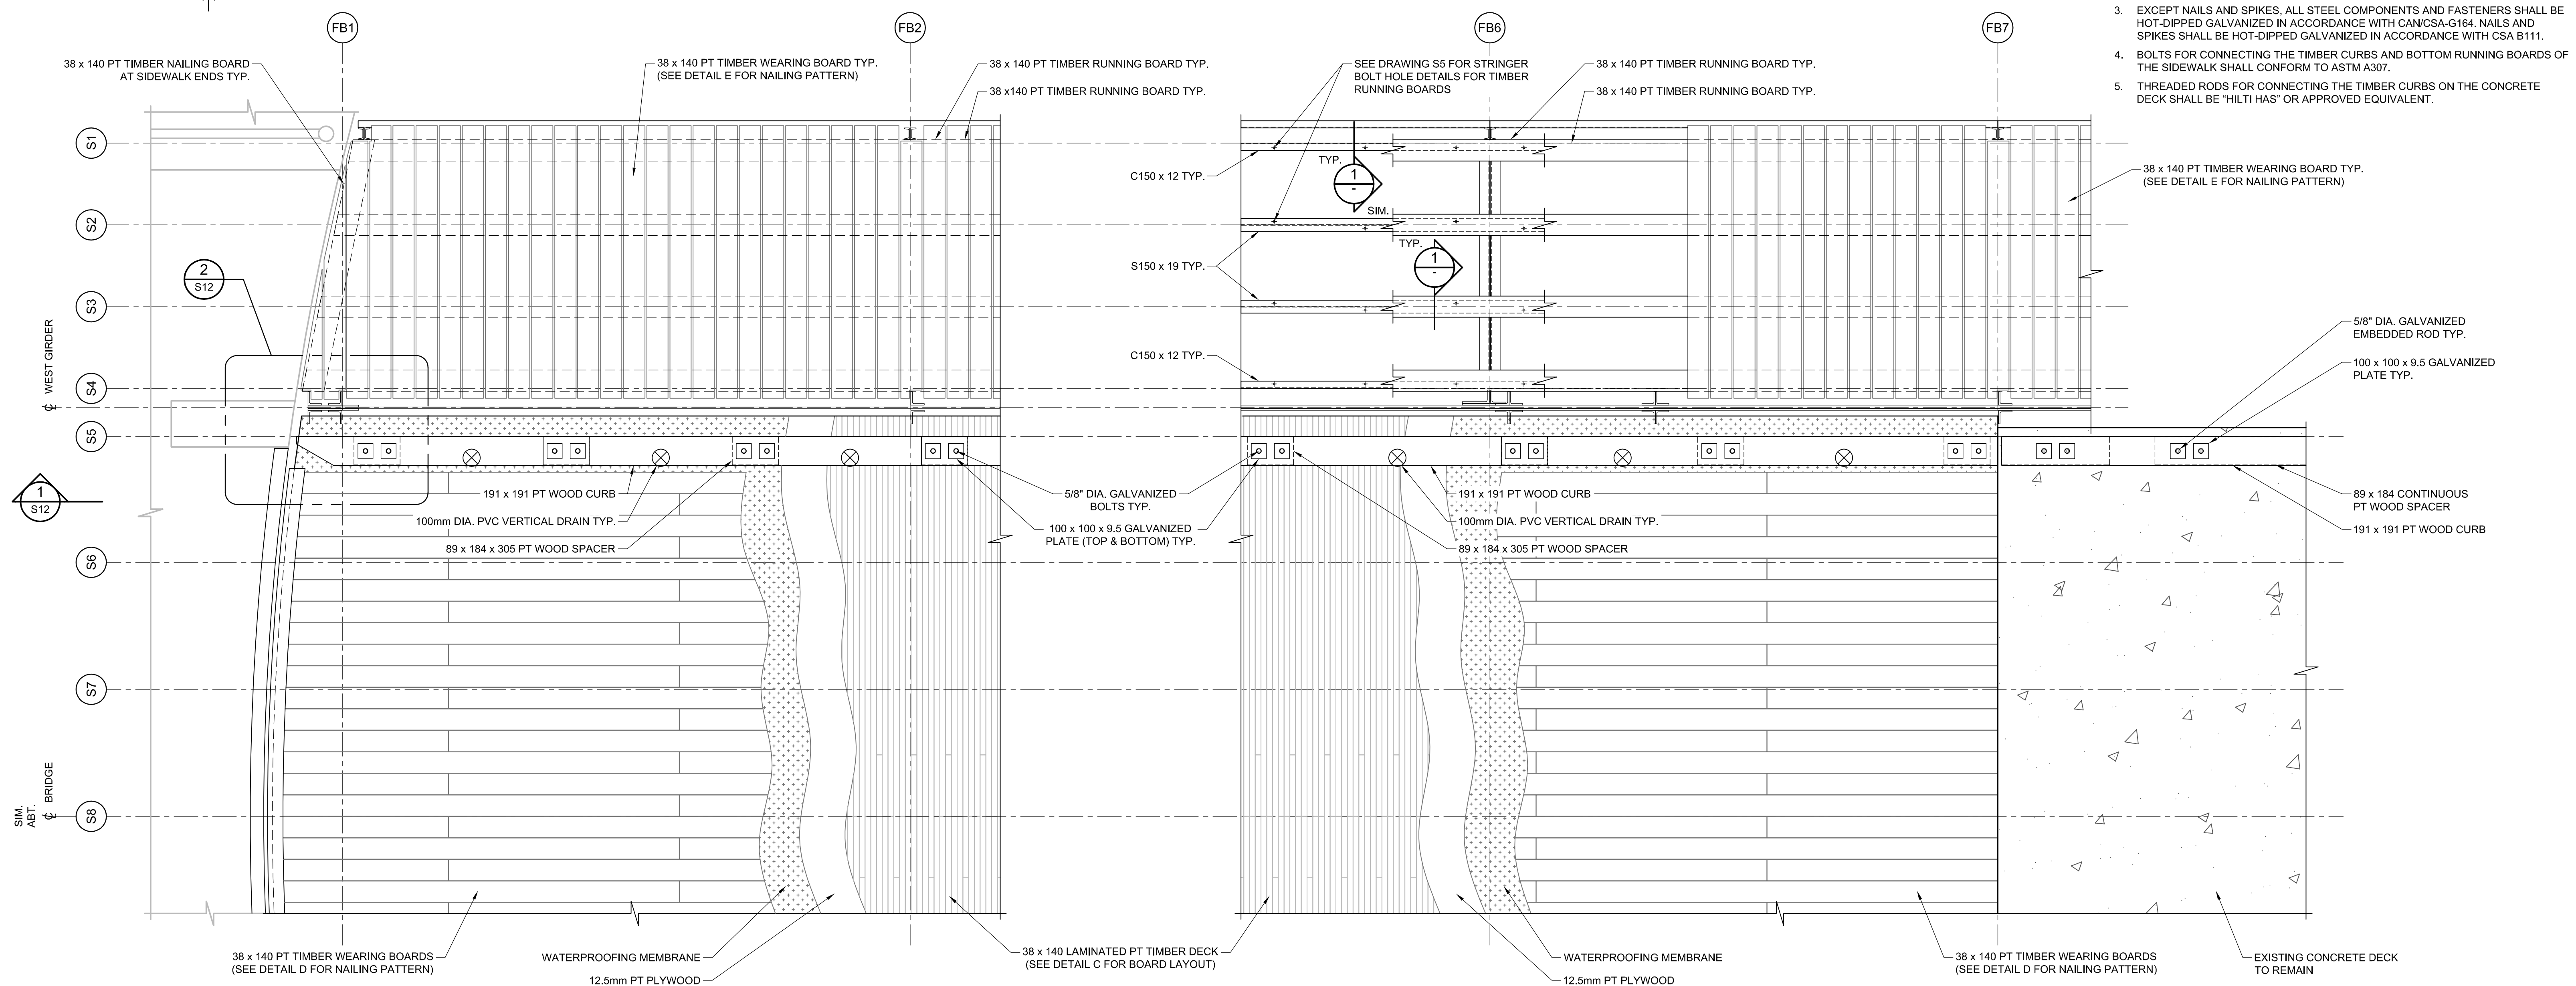 FB1
FB2
FB6
FB7
3. EXCEPT NAILS AND SPIKES, ALL STEEL COMPONENTS AND FASTENERS SHALL BE
HOT-DIPPED GALVANIZED IN ACCORDANCE WITH CAN/CSA-G164. NAILS AND
SPIKES SHALL BE HOT-DIPPED GALVANIZED IN ACCORDANCE WITH CSA B111.
4. BOLTS FOR CONNECTING THE TIMBER CURBS AND BOTTOM RUNNING BOARDS OF
THE SIDEWALK SHALL CONFORM TO ASTM A307.
5. THREADED RODS FOR CONNECTING THE TIMBER CURBS ON THE CONCRETE
DECK SHALL BE "HILTI HAS" OR APPROVED EQUIVALENT.
38 x 140 PT TIMBER NAILING BOARD
AT SIDEWALK ENDS TYP.
38 x 140 PT TIMBER WEARING BOARD TYP.
(SEE DETAIL E FOR NAILING PATTERN)
38 x 140 PT TIMBER RUNNING BOARD TYP.
38 x140 PT TIMBER RUNNING BOARD TYP.
SEE DRAWING S5 FOR STRINGER
BOLT HOLE DETAILS FOR TIMBER
RUNNING BOARDS
38 x 140 PT TIMBER RUNNING BOARD TYP.
38 x 140 PT TIMBER RUNNING BOARD TYP.
S1
S2
S3
S4
S5
S6
S7
S8
C150 x 12 TYP.
TYP.
1
-
SIM.
38 x 140 PT TIMBER WEARING BOARD TYP.
(SEE DETAIL E FOR NAILING PATTERN)
2
S12
S150 x 19 TYP.
TYP.
1
-
℄ WEST GIRDER
C150 x 12 TYP.
5/8" DIA. GALVANIZED
EMBEDDED ROD TYP.
100 x 100 x 9.5 GALVANIZED
PLATE TYP.
1
S12
191 x 191 PT WOOD CURB
100mm DIA. PVC VERTICAL DRAIN TYP.
89 x 184 x 305 PT WOOD SPACER
5/8" DIA. GALVANIZED
BOLTS TYP.
100 x 100 x 9.5 GALVANIZED
PLATE (TOP & BOTTOM) TYP.
191 x 191 PT WOOD CURB
100mm DIA. PVC VERTICAL DRAIN TYP.
89 x 184 x 305 PT WOOD SPACER
89 x 184 CONTINUOUS
PT WOOD SPACER
191 x 191 PT WOOD CURB
SIM.
ABT.
℄ BRIDGE
38 x 140 PT TIMBER WEARING BOARDS
(SEE DETAIL D FOR NAILING PATTERN)
WATERPROOFING MEMBRANE
12.5mm PT PLYWOOD
38 x 140 LAMINATED PT TIMBER DECK
(SEE DETAIL C FOR BOARD LAYOUT)
WATERPROOFING MEMBRANE
12.5mm PT PLYWOOD
38 x 140 PT TIMBER WEARING BOARDS
(SEE DETAIL D FOR NAILING PATTERN)
EXISTING CONCRETE DECK
TO REMAIN